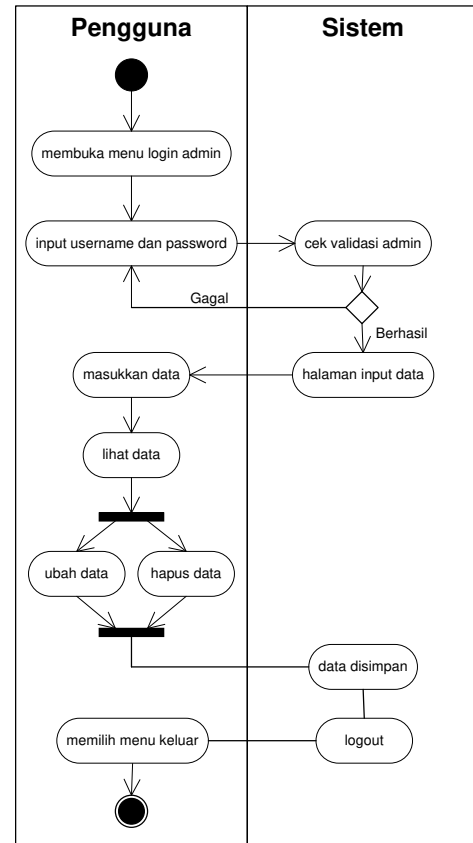 Pengguna
Sistem
membuka menu login admin
input username dan password
cek validasi admin
Gagal
Berhasil
masukkan data
halaman input data
lihat data
ubah data
hapus data
data disimpan
memilih menu keluar
logout